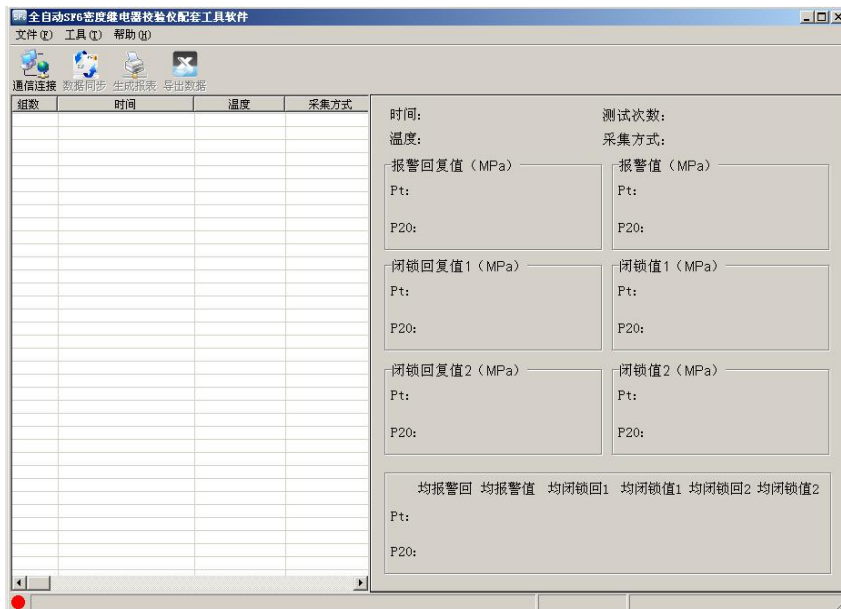 SF6 全自动SF6密度继电器校验仪配套工具软件
文件(F) 工具(T) 帮助(H)
通信连接 数据同步 生成报表 导出数据
组数 时间 温度 采集方式
时间: 测试次数:
温度: 采集方式:
报警回复值（MPa） 报警值（MPa）
Pt: Pt:
P20: P20:
闭锁回复值1（MPa） 闭锁值1（MPa）
Pt: Pt:
P20: P20:
闭锁回复值2（MPa） 闭锁值2（MPa）
Pt: Pt:
P20: P20:
均报警回 均报警值 均闭锁回1 均闭锁值1 均闭锁回2 均闭锁值2
Pt:
P20: